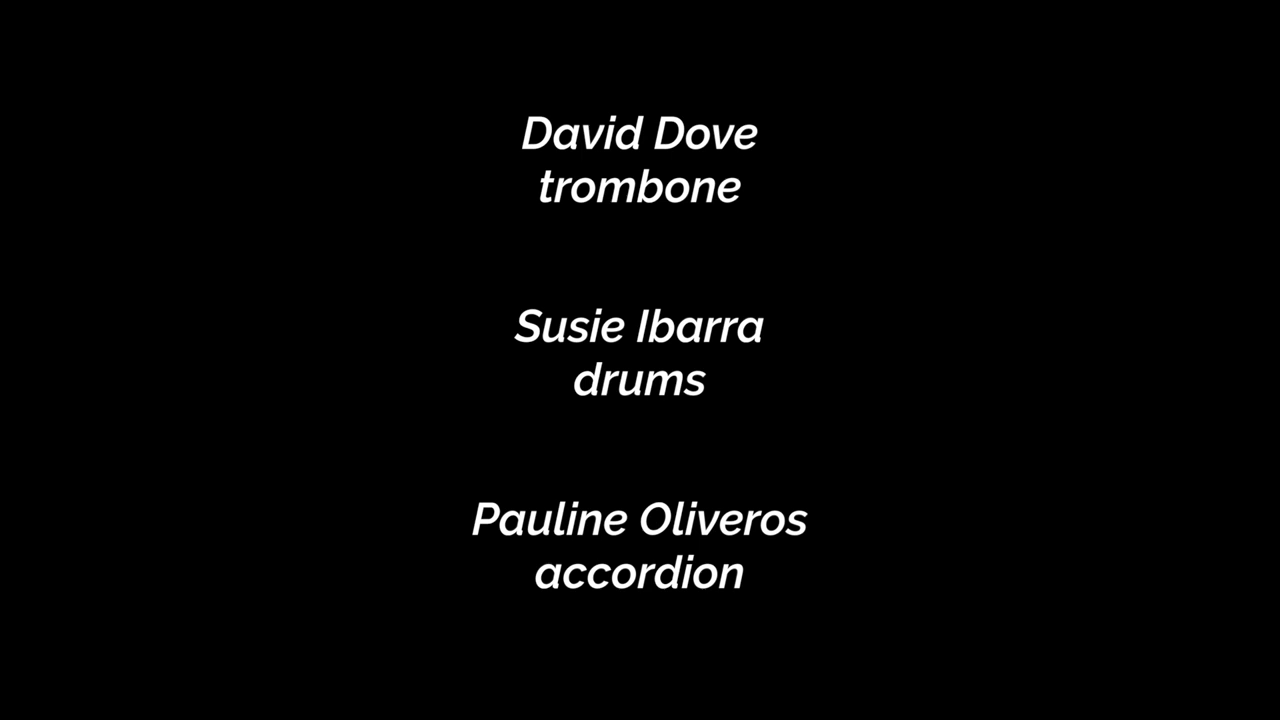 David Dove
trombone
Susie Ibarra
drums
Pauline Oliveros
accordion